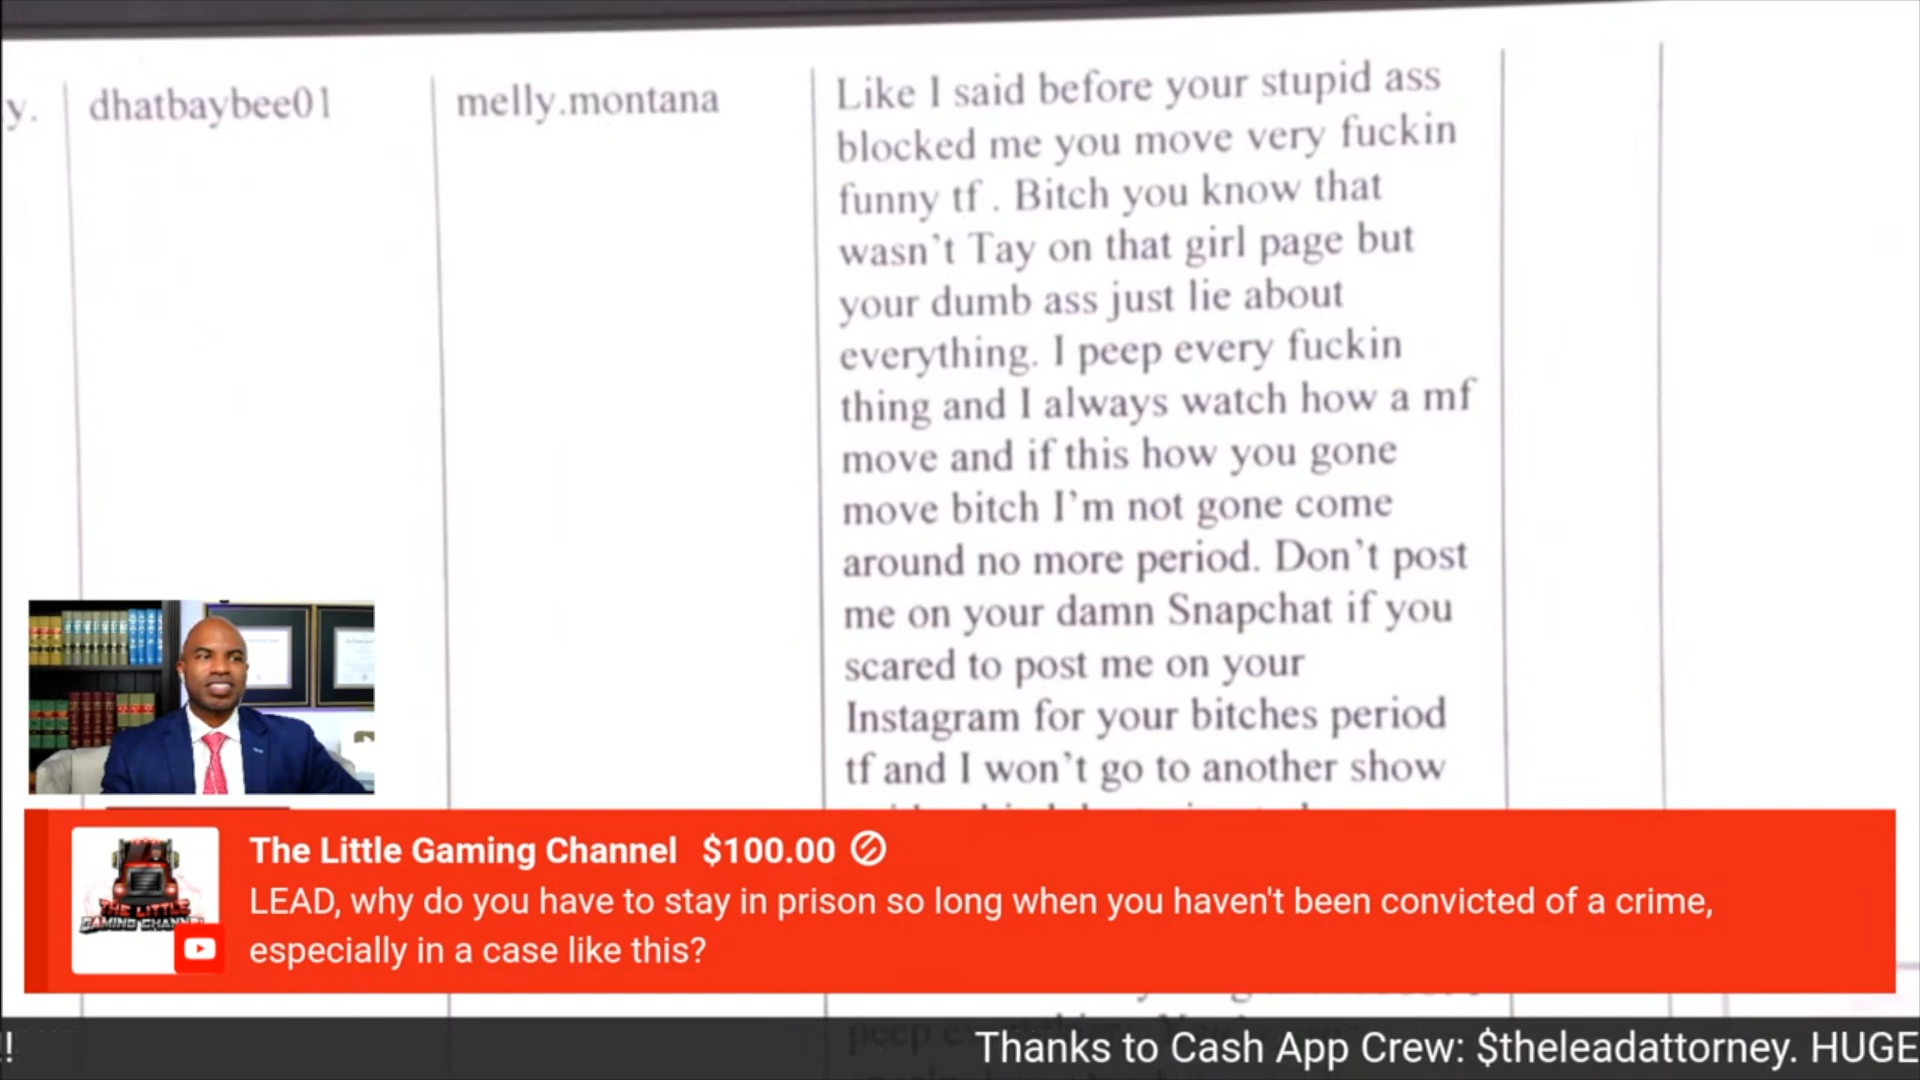 y.
dhatbaybee01
melly.montana
Like I said before your stupid ass
blocked me you move very fuckin
funny tf . Bitch you know that
wasn't Tay on that girl page but
your dumb ass just lie about
everything. I peep every fuckin
thing and I always watch how a mf
move and if this how you gone
move bitch I'm not gone come
around no more period. Don't post
me on your damn Snapchat if you
scared to post me on your
Instagram for your bitches period
tf and I won't go to another show
The Little Gaming Channel $100.00
LEAD, why do you have to stay in prison so long when you haven't been convicted of a crime,
especially in a case like this?
THE LITTLE
GAMING CHANNEL
peep
!!
Thanks to Cash App Crew: $theleadattorney. HUGE